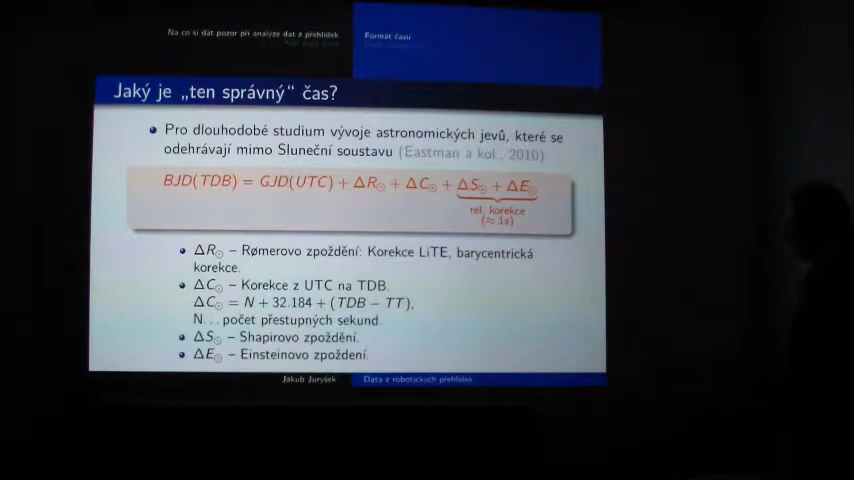 Na co si dát pozor při analýze dat z přehlídek
Formát času
Jaký je „ten správný“ čas?
Pro dlouhodobé studium vývoje astronomických jevů, které se
odehrávají mimo Sluneční soustavu (Eastman a kol., 2010)
BJD(TDB) = GJD(UTC) + ΔR☉ + ΔC☉ + ΔS☉ + ΔE☉
rel. korekce
(≈ 1s)
ΔR☉ – Rømerovo zpoždění: Korekce LiTE, barycentrická
korekce.
ΔC☉ – Korekce z UTC na TDB.
ΔC☉ = N + 32.184 + (TDB − TT),
N... počet přestupných sekund.
ΔS☉ – Shapirovo zpoždění.
ΔE☉ – Einsteinovo zpoždení.
Jakub Juryšek
Data z robotických přehlídek